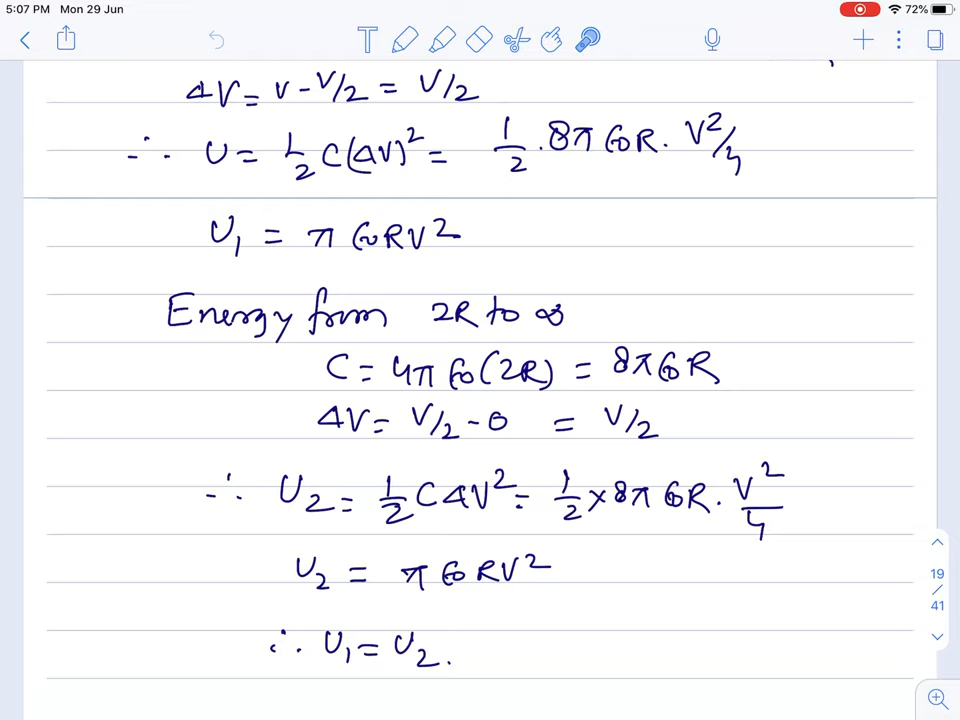 5:07 PM Mon 29 Jun 72%
ΔV = V - V/2 = V/2
∴ U = 1/2 C(ΔV)² = 1/2 . 8π ε0R . V²/4
U1 = π ε0RV²
Energy from 2R to ∞
C = 4π ε0(2R) = 8π ε0R
ΔV = V/2 - 0 = V/2
∴ U2 = 1/2 CΔV² = 1/2 × 8π ε0R . V²/4
U2 = π ε0RV²
∴ U1 = U2.
19
/
41